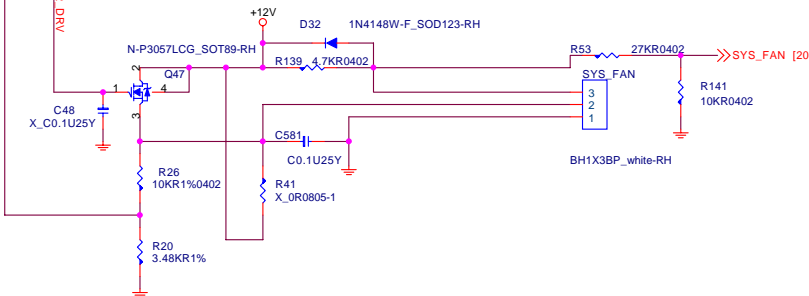 +12V
D32 1N4148W-F_SOD123-RH
_DRV
N-P3057LCG_SOT89-RH
R139 4.7KR0402
R53 27KR0402
SYS_FAN [20
2
Q47
SYS_FAN
1
4
3
R141
10KR0402
C48
X_C0.1U25Y
3
2
1
C581
C0.1U25Y
BH1X3BP_white-RH
R26
10KR1%0402
R41
X_0R0805-1
R20
3.48KR1%